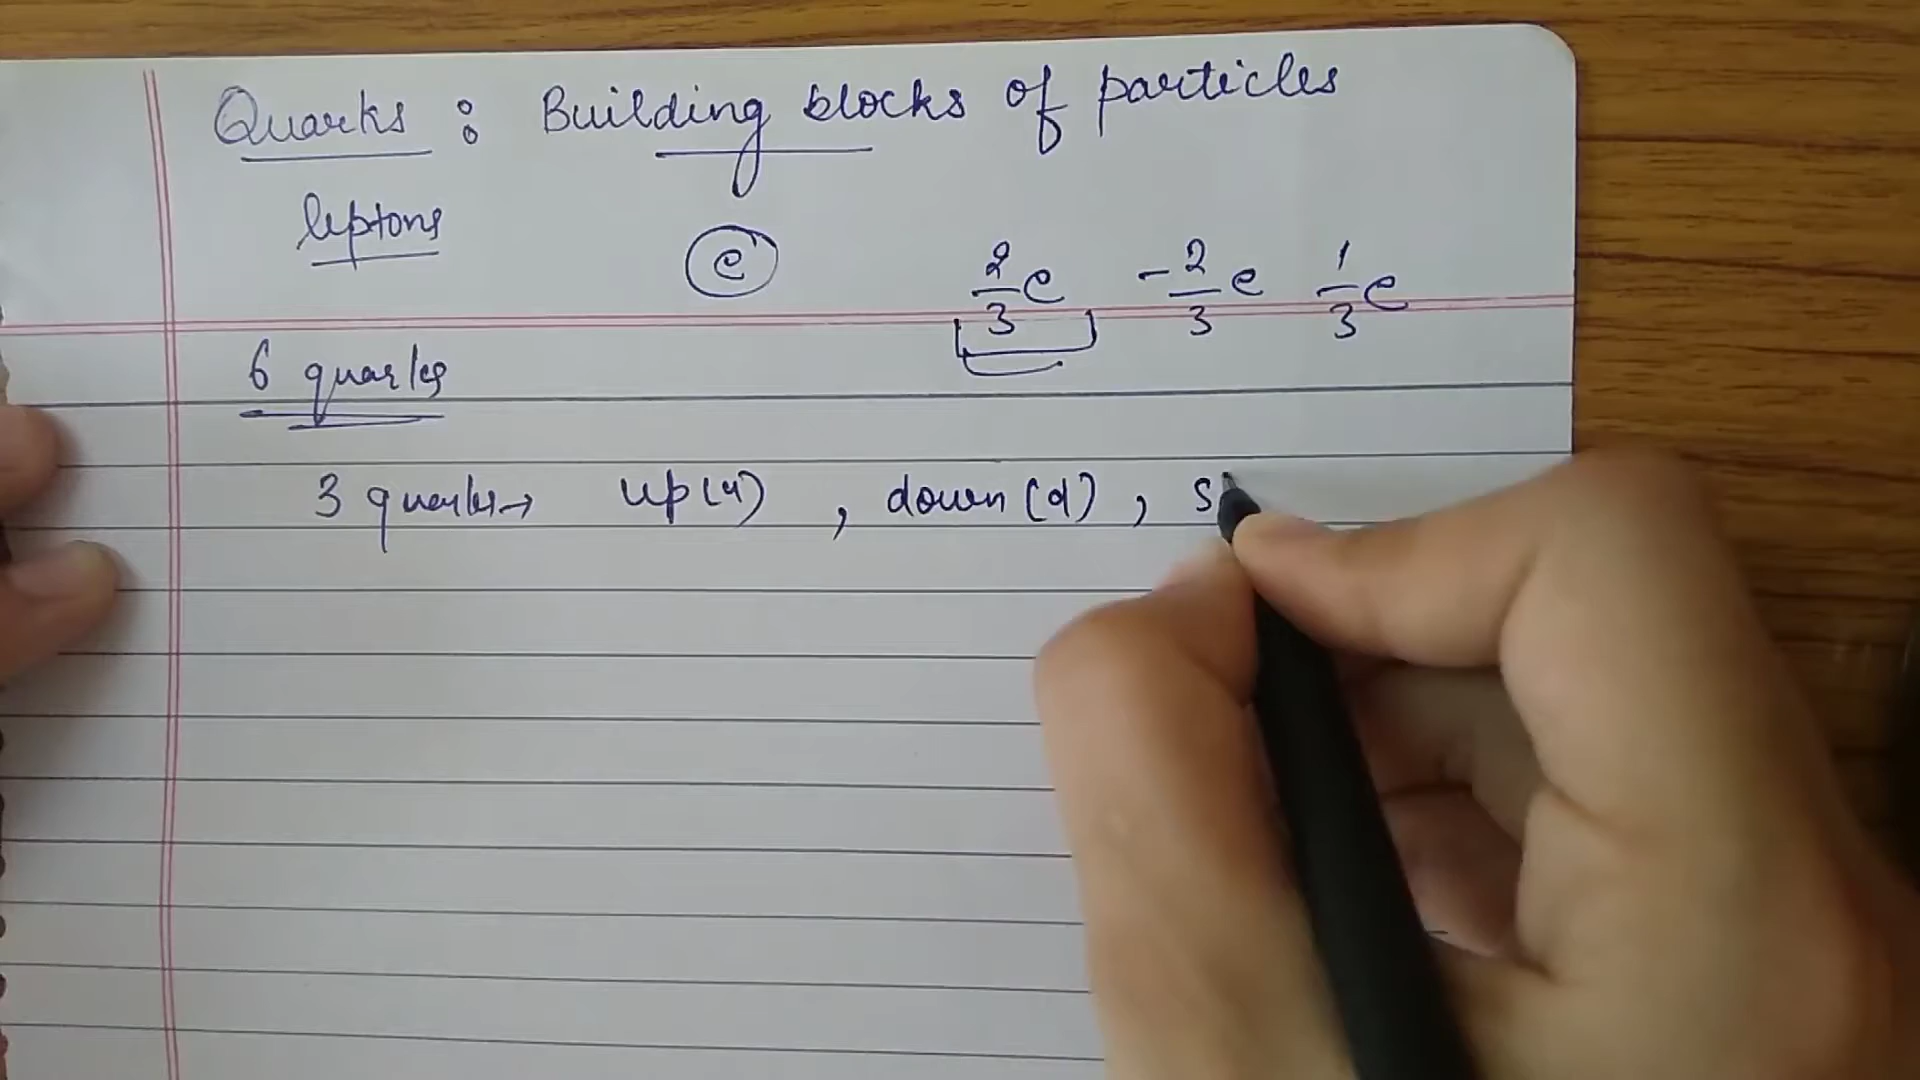 Quarks : Building blocks of particles
leptons
e 2/3 e -2/3 e 1/3 e
6 quarks
3 quarks → up(u) , down(d) , s